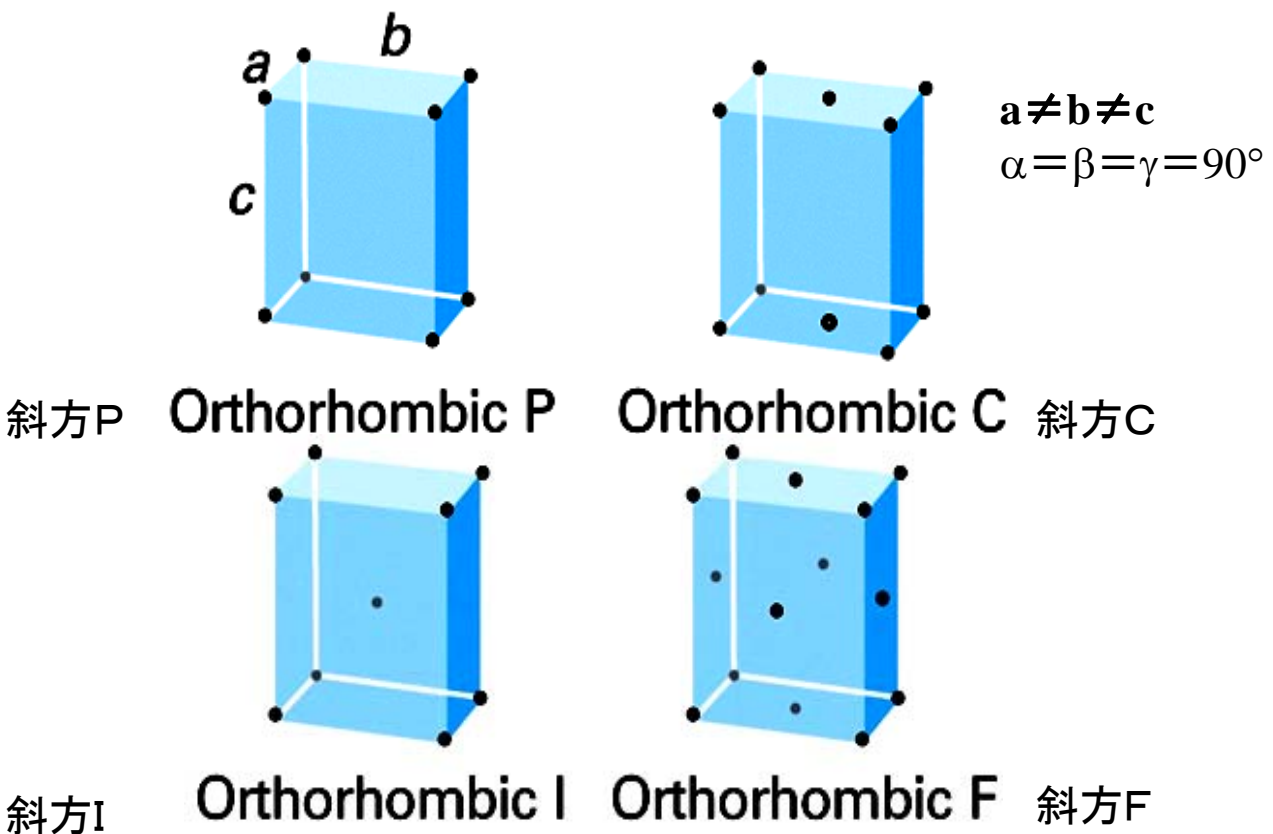 b
a
c
a≠b≠c
α＝β＝γ＝90°
斜方P Orthorhombic P Orthorhombic C 斜方C
斜方I Orthorhombic I Orthorhombic F 斜方F